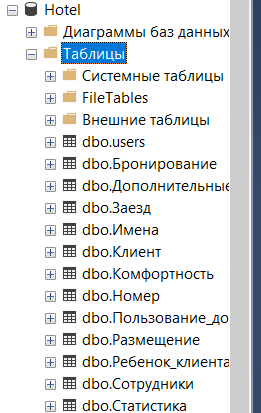 Hotel
Диаграммы баз данных
Таблицы
Системные таблицы
FileTables
Внешние таблицы
dbo.users
dbo.Бронирование
dbo.Дополнительные
dbo.Заезд
dbo.Имена
dbo.Клиент
dbo.Комфортность
dbo.Номер
dbo.Пользование_до
dbo.Размещение
dbo.Ребенок_клиента
dbo.Сотрудники
dbo.Статистика